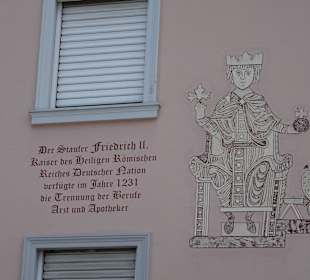 Der Staufer Friedrich II.
Kaiser des Heiligen Römischen
Reiches Deutscher Nation
verfügte im Jahre 1231
die Trennung der Berufe
Arzt und Apotheker